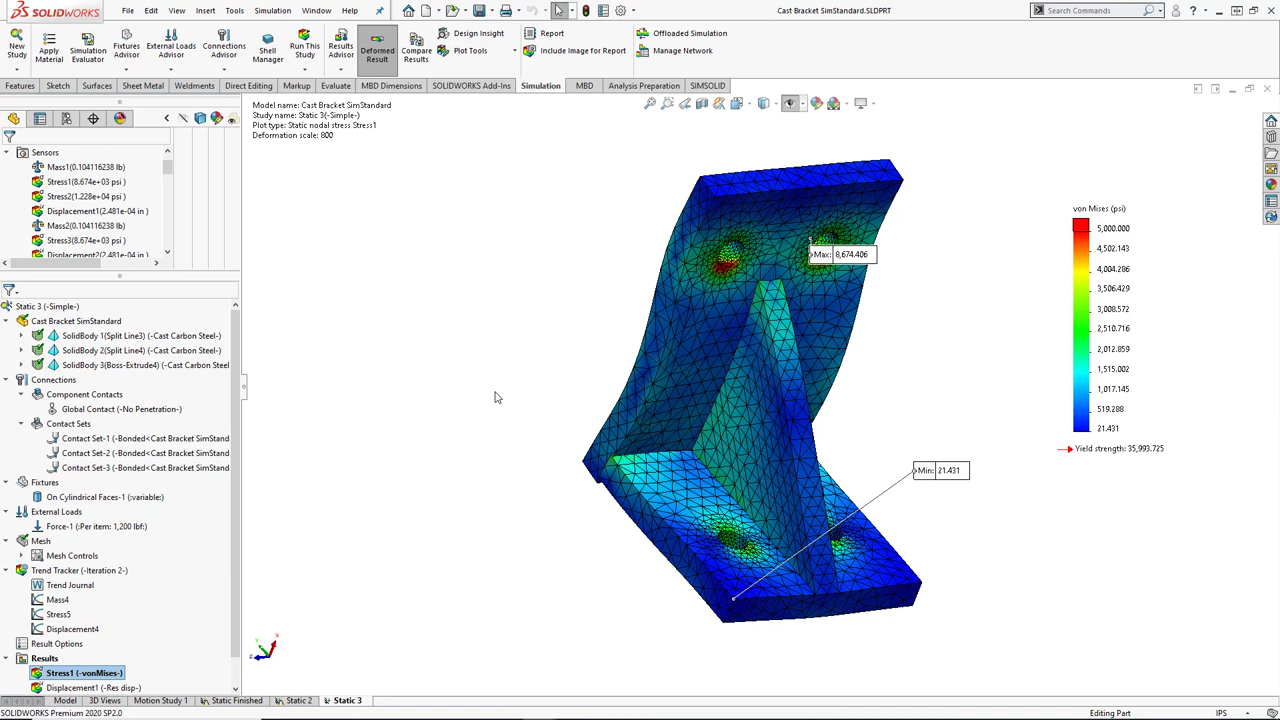 SOLIDWORKS
File Edit View Insert Tools Simulation Window Help
Cast Bracket SimStandard.SLDPRT
Search Commands
New Study
Apply Material
Simulation Evaluator
Fixtures Advisor
External Loads Advisor
Connections Advisor
Shell Manager
Run This Study
Results Advisor
Deformed Result
Compare Results
Design Insight
Plot Tools
Report
Include Image for Report
Offloaded Simulation
Manage Network
Features Sketch Surfaces Sheet Metal Weldments Direct Editing Markup Evaluate MBD Dimensions SOLIDWORKS Add-Ins Simulation MBD Analysis Preparation SIMSOLID
Sensors
Mass1(0.104116238 lb)
Stress1(8.674e+03 psi )
Stress2(1.228e+04 psi )
Displacement1(2.481e-04 in )
Mass2(0.104116238 lb)
Stress3(8.674e+03 psi )
Displacement2(2.481e-04 in )
Static 3 (-Simple-)
Cast Bracket SimStandard
SolidBody 1(Split Line3) (-Cast Carbon Steel-)
SolidBody 2(Split Line4) (-Cast Carbon Steel-)
SolidBody 3(Boss-Extrude4) (-Cast Carbon Steel
Connections
Component Contacts
Global Contact (-No Penetration-)
Contact Sets
Contact Set-1 (-Bonded<Cast Bracket SimStand
Contact Set-2 (-Bonded<Cast Bracket SimStand
Contact Set-3 (-Bonded<Cast Bracket SimStand
Fixtures
On Cylindrical Faces-1 (:variable:)
External Loads
Force-1 (:Per item: 1,200 lbf:)
Mesh
Mesh Controls
Trend Tracker (-Iteration 2-)
Trend Journal
Mass4
Stress5
Displacement4
Result Options
Results
Stress1 (-vonMises-)
Displacement1 (-Res disp-)
Model name: Cast Bracket SimStandard
Study name: Static 3(-Simple-)
Plot type: Static nodal stress Stress1
Deformation scale: 800
Max: 8,674.406
Min: 21.431
von Mises (psi)
5,000.000
4,502.143
4,004.286
3,506.429
3,008.572
2,510.716
2,012.859
1,515.002
1,017.145
519.288
21.431
Yield strength: 35,993.725
Y X Z
Model 3D Views Motion Study 1 Static Finished Static 2 Static 3
SOLIDWORKS Premium 2020 SP2.0
Editing Part
IPS